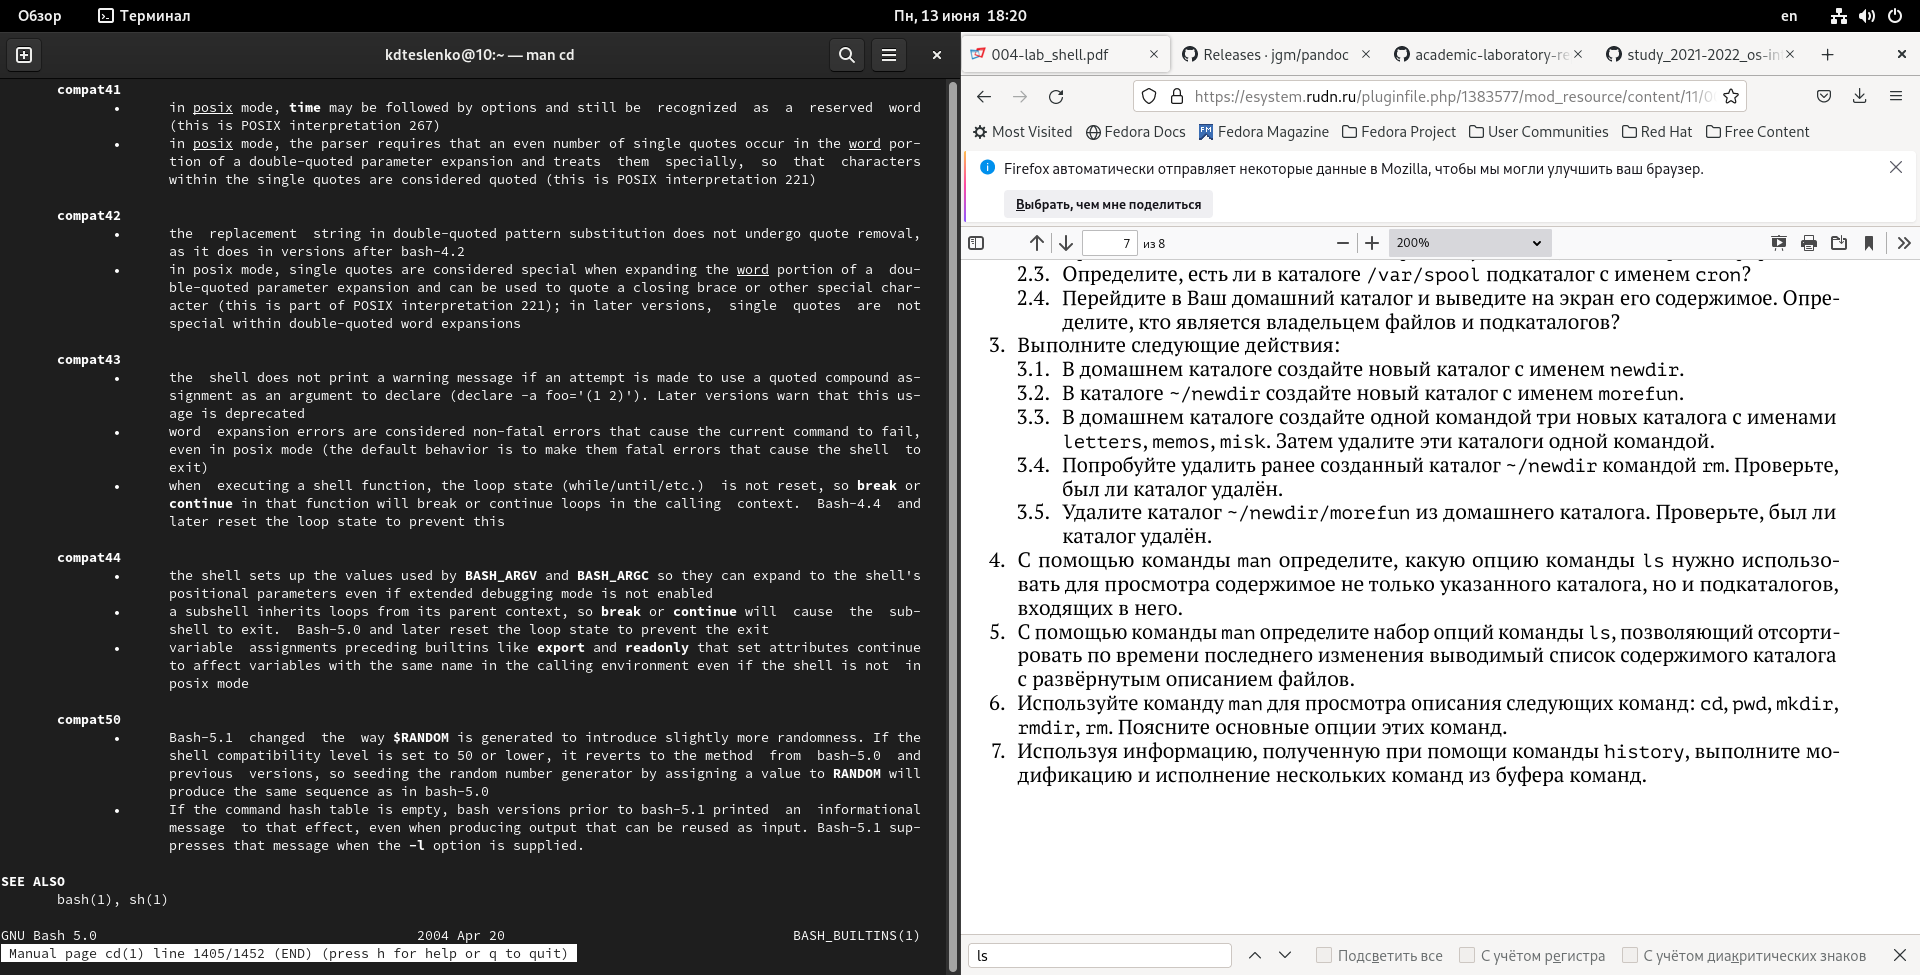 Обзор
Терминал
Пн, 13 июня 18:20
en
kdteslenko@10:~ — man cd
compat41
• in posix mode, time may be followed by options and still be recognized as a reserved word
(this is POSIX interpretation 267)
• in posix mode, the parser requires that an even number of single quotes occur in the word por-
tion of a double-quoted parameter expansion and treats them specially, so that characters
within the single quotes are considered quoted (this is POSIX interpretation 221)
compat42
• the replacement string in double-quoted pattern substitution does not undergo quote removal,
as it does in versions after bash-4.2
• in posix mode, single quotes are considered special when expanding the word portion of a dou-
ble-quoted parameter expansion and can be used to quote a closing brace or other special char-
acter (this is part of POSIX interpretation 221); in later versions, single quotes are not
special within double-quoted word expansions
compat43
• the shell does not print a warning message if an attempt is made to use a quoted compound as-
signment as an argument to declare (declare -a foo='(1 2)'). Later versions warn that this us-
age is deprecated
• word expansion errors are considered non-fatal errors that cause the current command to fail,
even in posix mode (the default behavior is to make them fatal errors that cause the shell to
exit)
• when executing a shell function, the loop state (while/until/etc.) is not reset, so break or
continue in that function will break or continue loops in the calling context. Bash-4.4 and
later reset the loop state to prevent this
compat44
• the shell sets up the values used by BASH_ARGV and BASH_ARGC so they can expand to the shell's
positional parameters even if extended debugging mode is not enabled
• a subshell inherits loops from its parent context, so break or continue will cause the sub-
shell to exit. Bash-5.0 and later reset the loop state to prevent the exit
• variable assignments preceding builtins like export and readonly that set attributes continue
to affect variables with the same name in the calling environment even if the shell is not in
posix mode
compat50
• Bash-5.1 changed the way $RANDOM is generated to introduce slightly more randomness. If the
shell compatibility level is set to 50 or lower, it reverts to the method from bash-5.0 and
previous versions, so seeding the random number generator by assigning a value to RANDOM will
produce the same sequence as in bash-5.0
• If the command hash table is empty, bash versions prior to bash-5.1 printed an informational
message to that effect, even when producing output that can be reused as input. Bash-5.1 sup-
presses that message when the -l option is supplied.
SEE ALSO
bash(1), sh(1)
GNU Bash 5.0 2004 Apr 20 BASH_BUILTINS(1)
Manual page cd(1) line 1405/1452 (END) (press h for help or q to quit)
004-lab_shell.pdf
Releases · jgm/pandoc
academic-laboratory-re
study_2021-2022_os-in
https://esystem.rudn.ru/pluginfile.php/1383577/mod_resource/content/11/0
Most Visited
Fedora Docs
Fedora Magazine
Fedora Project
User Communities
Red Hat
Free Content
Firefox автоматически отправляет некоторые данные в Mozilla, чтобы мы могли улучшить ваш браузер.
Выбрать, чем мне поделиться
7 из 8
200%
2.3. Определите, есть ли в каталоге /var/spool подкаталог с именем cron?
2.4. Перейдите в Ваш домашний каталог и выведите на экран его содержимое. Опре-
делите, кто является владельцем файлов и подкаталогов?
3. Выполните следующие действия:
3.1. В домашнем каталоге создайте новый каталог с именем newdir.
3.2. В каталоге ~/newdir создайте новый каталог с именем morefun.
3.3. В домашнем каталоге создайте одной командой три новых каталога с именами
letters, memos, misk. Затем удалите эти каталоги одной командой.
3.4. Попробуйте удалить ранее созданный каталог ~/newdir командой rm. Проверьте,
был ли каталог удалён.
3.5. Удалите каталог ~/newdir/morefun из домашнего каталога. Проверьте, был ли
каталог удалён.
4. С помощью команды man определите, какую опцию команды ls нужно использо-
вать для просмотра содержимое не только указанного каталога, но и подкаталогов,
входящих в него.
5. С помощью команды man определите набор опций команды ls, позволяющий отсорти-
ровать по времени последнего изменения выводимый список содержимого каталога
с развёрнутым описанием файлов.
6. Используйте команду man для просмотра описания следующих команд: cd, pwd, mkdir,
rmdir, rm. Поясните основные опции этих команд.
7. Используя информацию, полученную при помощи команды history, выполните мо-
дификацию и исполнение нескольких команд из буфера команд.
ls
Подсветить все
С учётом регистра
С учётом диакритических знаков